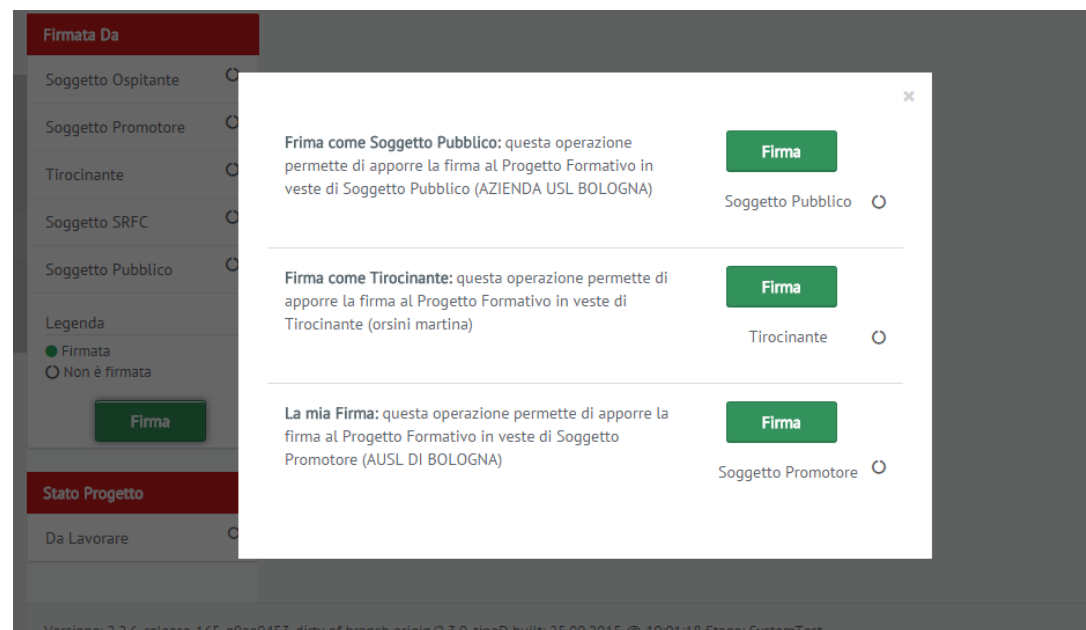 Firmata Da
Soggetto Ospitante
Soggetto Promotore
Tirocinante
Soggetto SRFC
Soggetto Pubblico
Legenda
Firmata
Non è firmata
Firma
Stato Progetto
Da Lavorare
×
Frima come Soggetto Pubblico: questa operazione
permette di apporre la firma al Progetto Formativo in
veste di Soggetto Pubblico (AZIENDA USL BOLOGNA)
Firma
Soggetto Pubblico
Firma come Tirocinante: questa operazione permette di
apporre la firma al Progetto Formativo in veste di
Tirocinante (orsini martina)
Firma
Tirocinante
La mia Firma: questa operazione permette di apporre la
firma al Progetto Formativo in veste di Soggetto
Promotore (AUSL DI BOLOGNA)
Firma
Soggetto Promotore